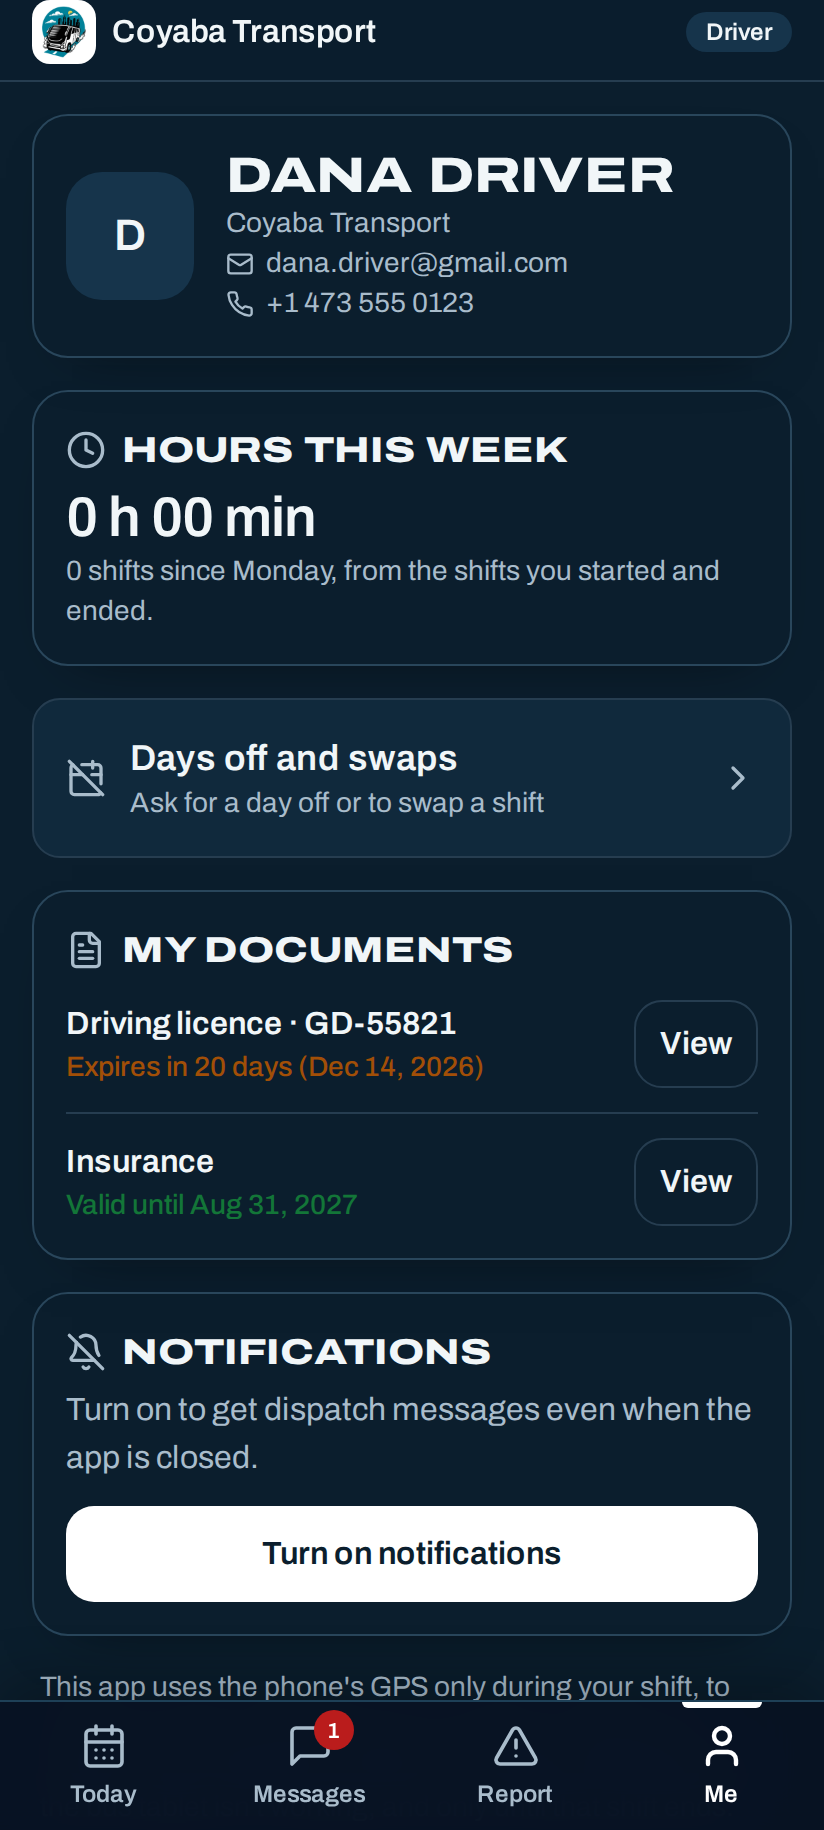 Coyaba Transport
Driver
D
DANA DRIVER
Coyaba Transport
dana.driver@gmail.com
+1 473 555 0123
HOURS THIS WEEK
0 h 00 min
0 shifts since Monday, from the shifts you started and
ended.
Days off and swaps
Ask for a day off or to swap a shift
MY DOCUMENTS
Driving licence · GD-55821
Expires in 20 days (Dec 14, 2026)
View
Insurance
Valid until Aug 31, 2027
View
NOTIFICATIONS
Turn on to get dispatch messages even when the
app is closed.
Turn on notifications
This app uses the phone's GPS only during your shift, to
Today
1
Messages
Report
Me